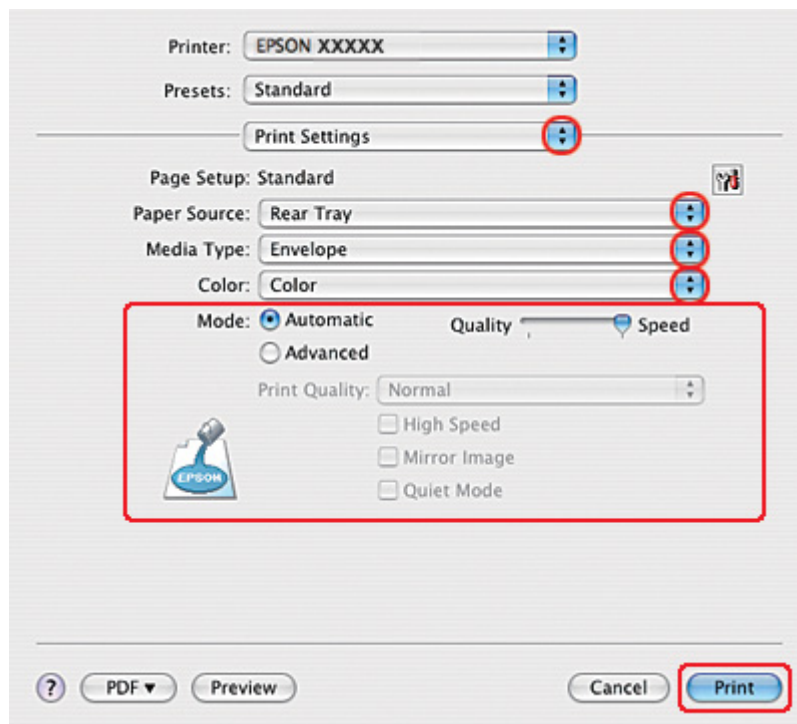 Printer: EPSON XXXXX
Presets: Standard
Print Settings
Page Setup: Standard
Paper Source: Rear Tray
Media Type: Envelope
Color: Color
Mode: Automatic Quality Speed
Advanced
Print Quality: Normal
High Speed
Mirror Image
Quiet Mode
EPSON
? PDF ▼ Preview Cancel Print